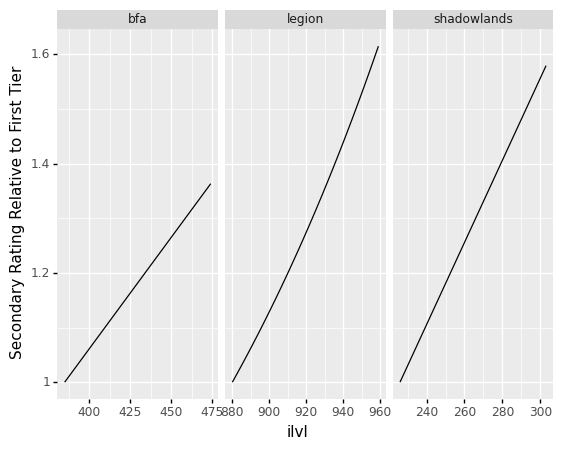 bfa legion shadowlands
Secondary Rating Relative to First Tier
1.6
1.4
1.2
1
400 425 450 475 880 900 920 940 960 240 260 280 300
ilvl